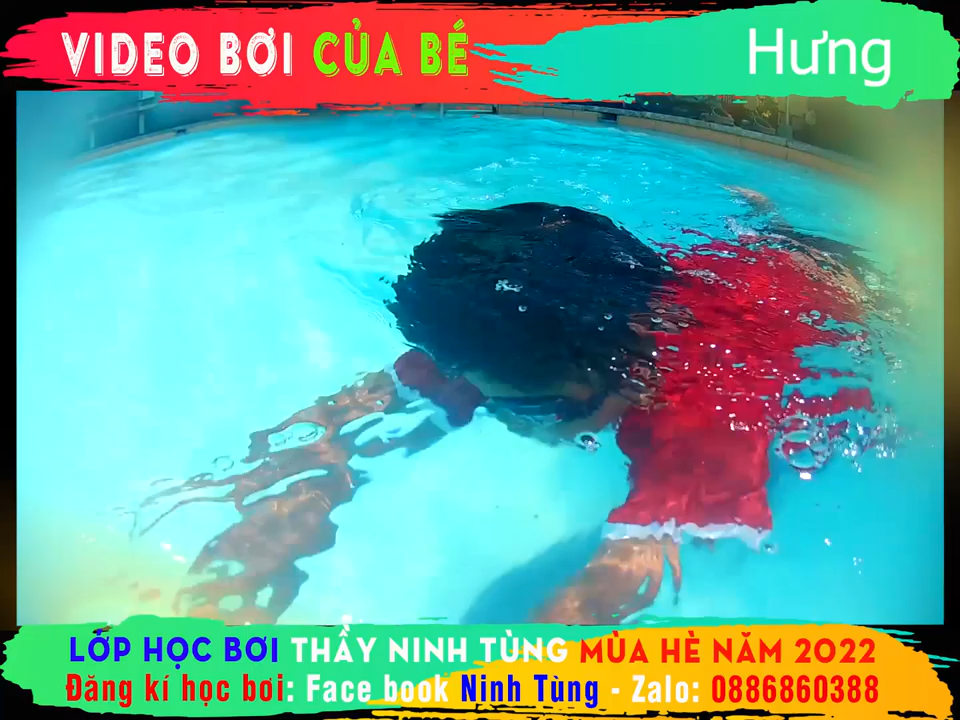 VIDEO BƠI CỦA BÉ
Hưng
LỚP HỌC BƠI THẦY NINH TÙNG MÙA HÈ NĂM 2022
Đăng kí học bơi: Face book Ninh Tùng - Zalo: 0886860388